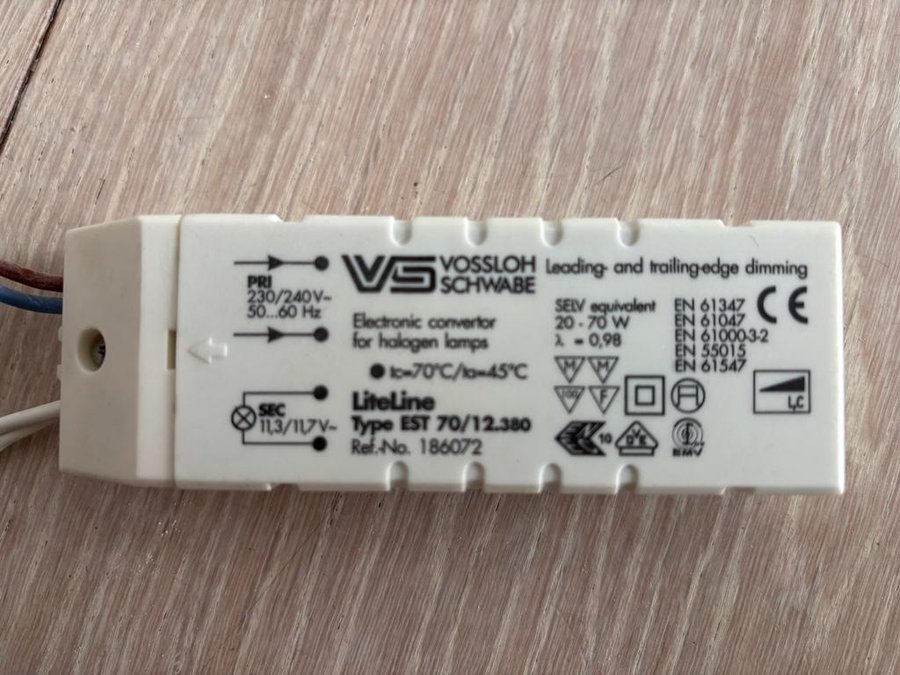 PRI
230/240V~
50...60 Hz
SEC
11,3/11,7V~
VS VOSSLOH
SCHWABE
Electronic convertor
for halogen lamps
tc=70°C/ta=45°C
LiteLine
Type EST 70/12.380
Ref.-No. 186072
Leading- and trailing-edge dimming
SELV equivalent
20 - 70 W
λ = 0,98
M M
100 F
10
DVE
EMV
EN 61347
EN 61047
EN 61000-3-2
EN 55015
EN 61547
CE
L,C